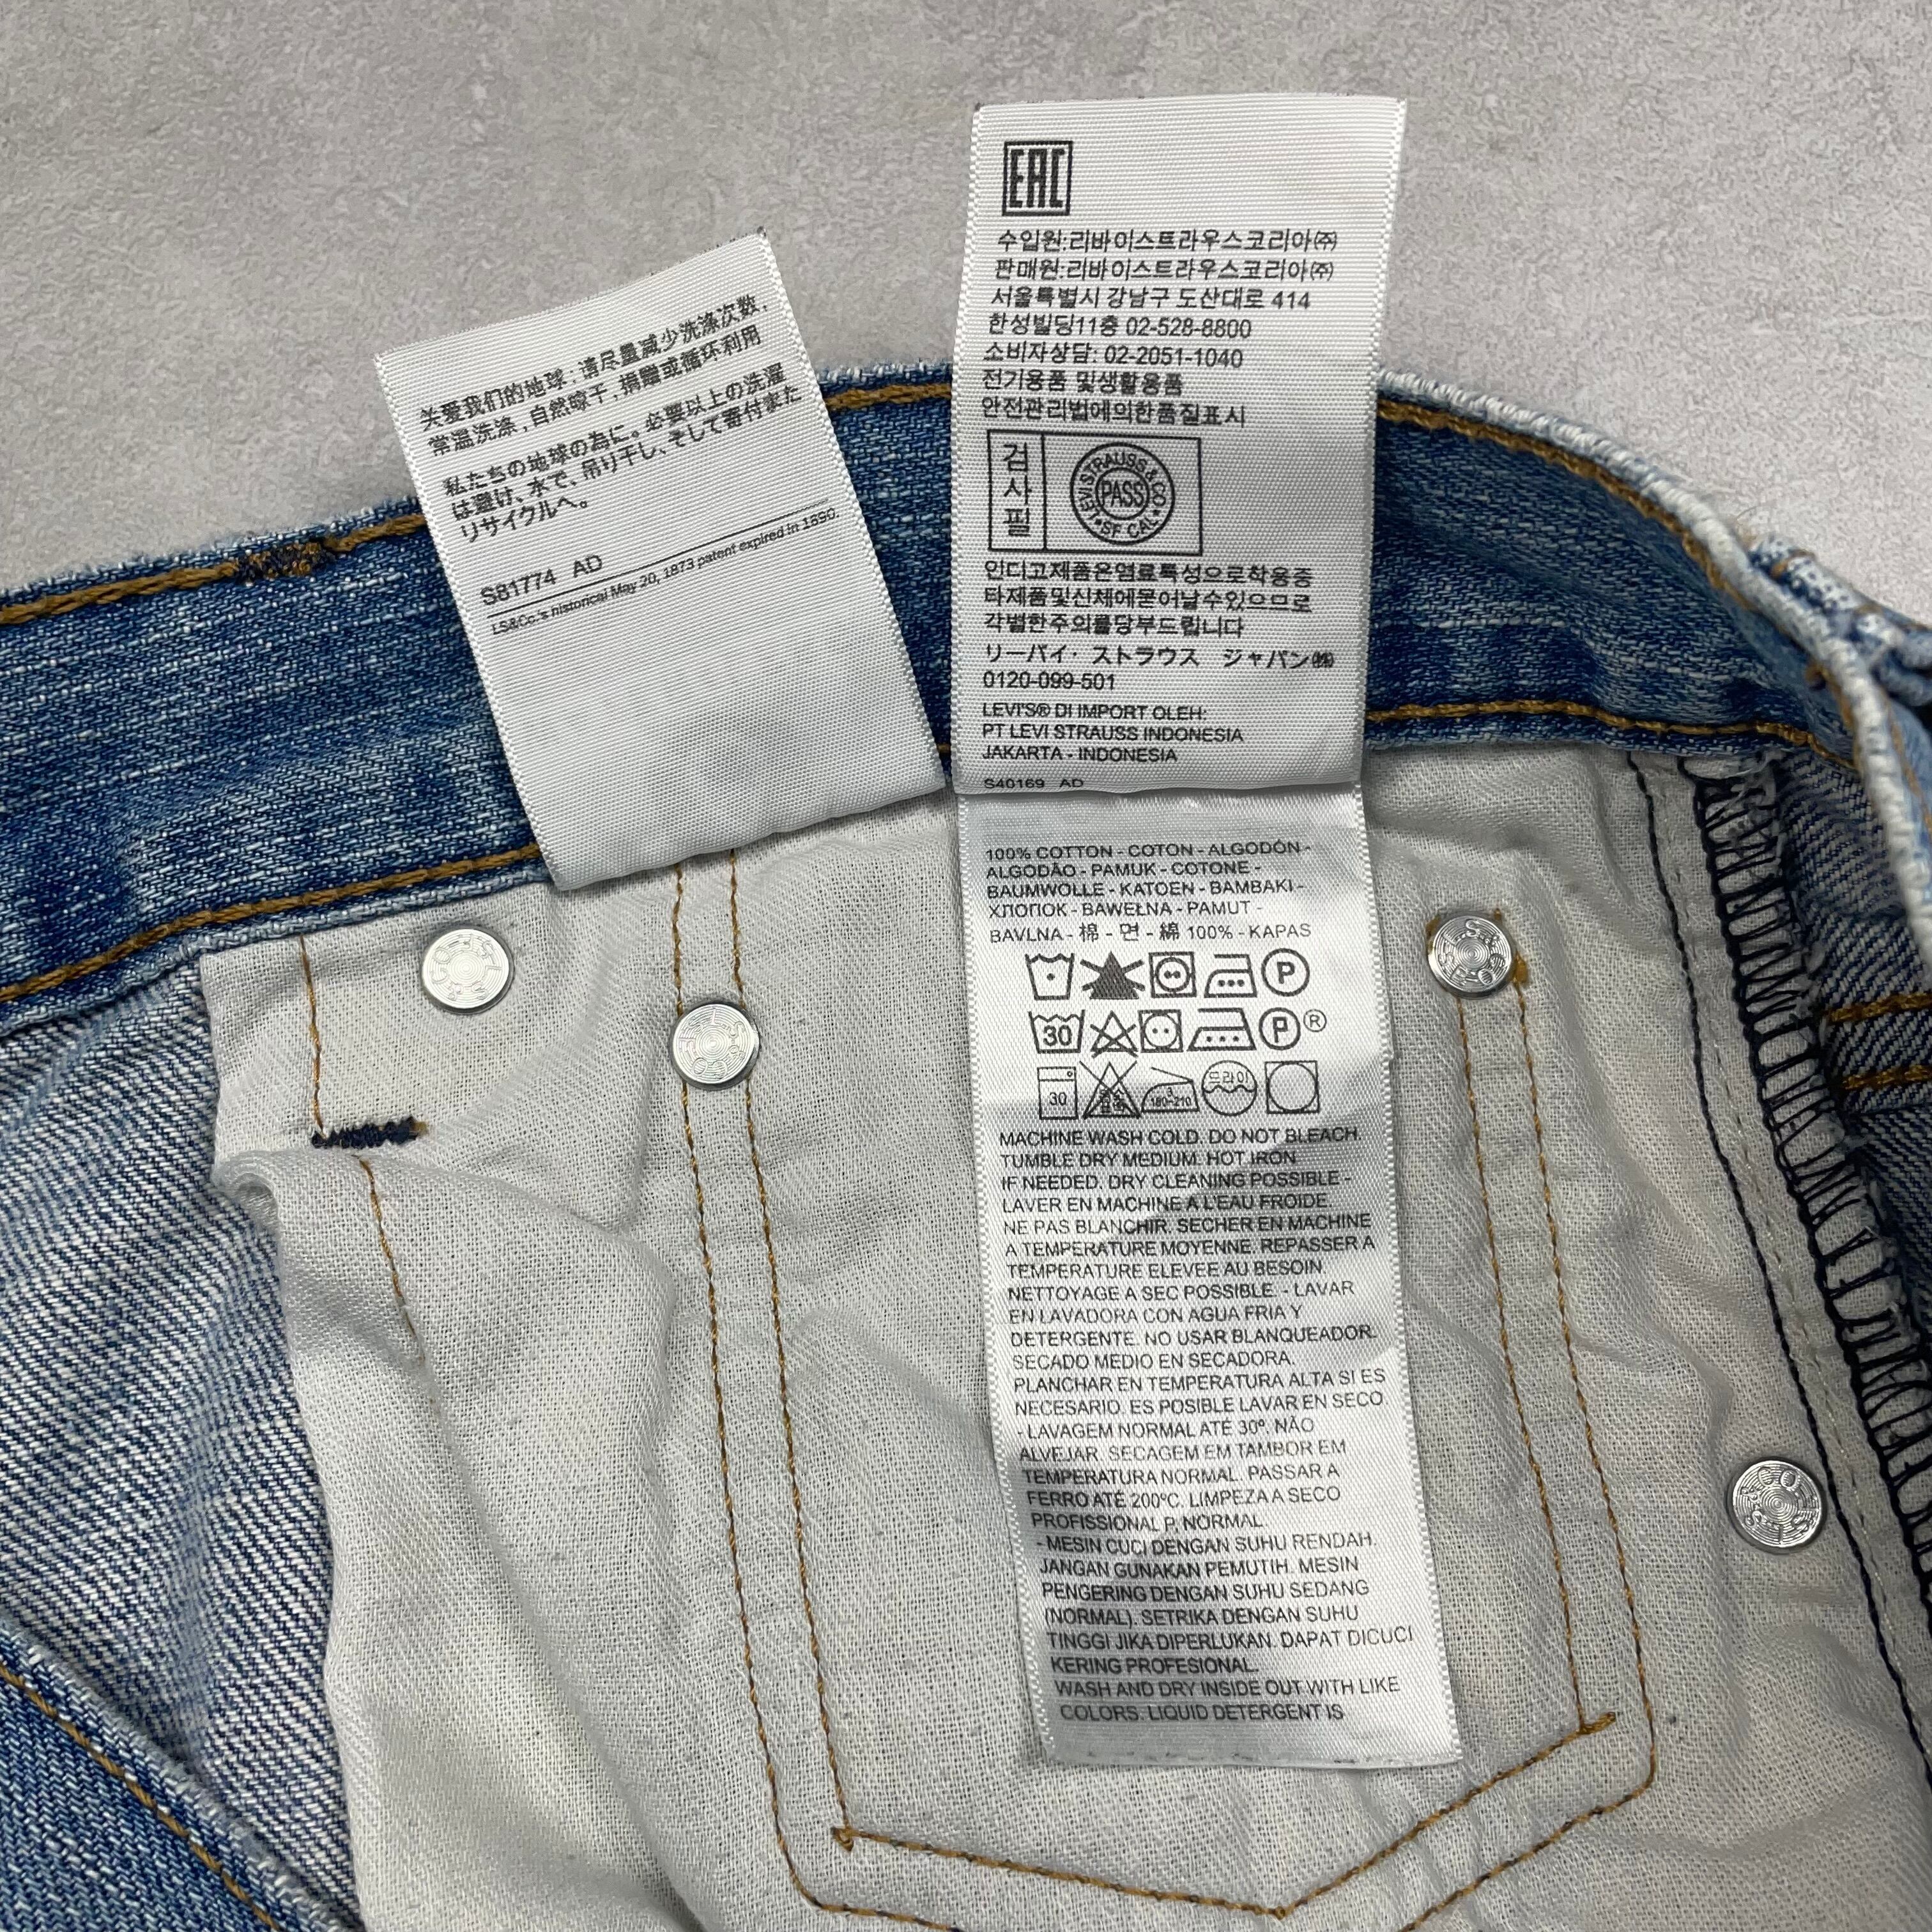 关爱我们的地球：请尽量减少洗涤次数，
常温洗涤，自然晾干，捐赠或循环利用
私たちの地球の為に。必要以上の洗濯
は避け、水で、吊り干し、そして寄付また
リサイクルへ。
S81774 AD
LS&Co.'s historical May 20, 1873 patent expired in 1890.
EAC
수입원:리바이스트라우스코리아㈜
판매원:리바이스트라우스코리아㈜
서울특별시 강남구 도산대로 414
한성빌딩11층 02-528-8800
소비자상담: 02-2051-1040
전기용품 및생활용품
안전관리법에의한품질표시
검사필
LEVI STRAUSS & CO
PASS
SF CAL
인디고제품은염료특성으로착용중
타제품및신체에묻어날수있으므로
각별한주의를당부드립니다
リーバイ・ストラウス ジャパン㈱
0120-099-501
LEVI'S® DI IMPORT OLEH:
PT LEVI STRAUSS INDONESIA
JAKARTA - INDONESIA
S40169 AD
100% COTTON - COTON - ALGODÓN -
ALGODÃO - PAMUK - COTONE -
BAUMWOLLE - KATOEN - BAMBAKI -
ХЛОПОК - BAWEŁNA - PAMUT -
BAVLNA - 棉 - 면 - 綿 100% - KAPAS
P
30 P ®
30 180~210 드라이
MACHINE WASH COLD. DO NOT BLEACH.
TUMBLE DRY MEDIUM. HOT IRON
IF NEEDED. DRY CLEANING POSSIBLE -
LAVER EN MACHINE A L'EAU FROIDE.
NE PAS BLANCHIR. SECHER EN MACHINE
A TEMPERATURE MOYENNE. REPASSER A
TEMPERATURE ELEVEE AU BESOIN
NETTOYAGE A SEC POSSIBLE. - LAVAR
EN LAVADORA CON AGUA FRIA Y
DETERGENTE. NO USAR BLANQUEADOR.
SECADO MEDIO EN SECADORA.
PLANCHAR EN TEMPERATURA ALTA SI ES
NECESARIO. ES POSIBLE LAVAR EN SECO.
- LAVAGEM NORMAL ATÉ 30º. NÃO
ALVEJAR. SECAGEM EM TAMBOR EM
TEMPERATURA NORMAL. PASSAR A
FERRO ATÉ 200ºC. LIMPEZA A SECO
PROFISSIONAL P, NORMAL.
- MESIN CUCI DENGAN SUHU RENDAH.
JANGAN GUNAKAN PEMUTIH. MESIN
PENGERING DENGAN SUHU SEDANG
(NORMAL). SETRIKA DENGAN SUHU
TINGGI JIKA DIPERLUKAN. DAPAT DICUCI
KERING PROFESIONAL.
WASH AND DRY INSIDE OUT WITH LIKE
COLORS. LIQUID DETERGENT IS